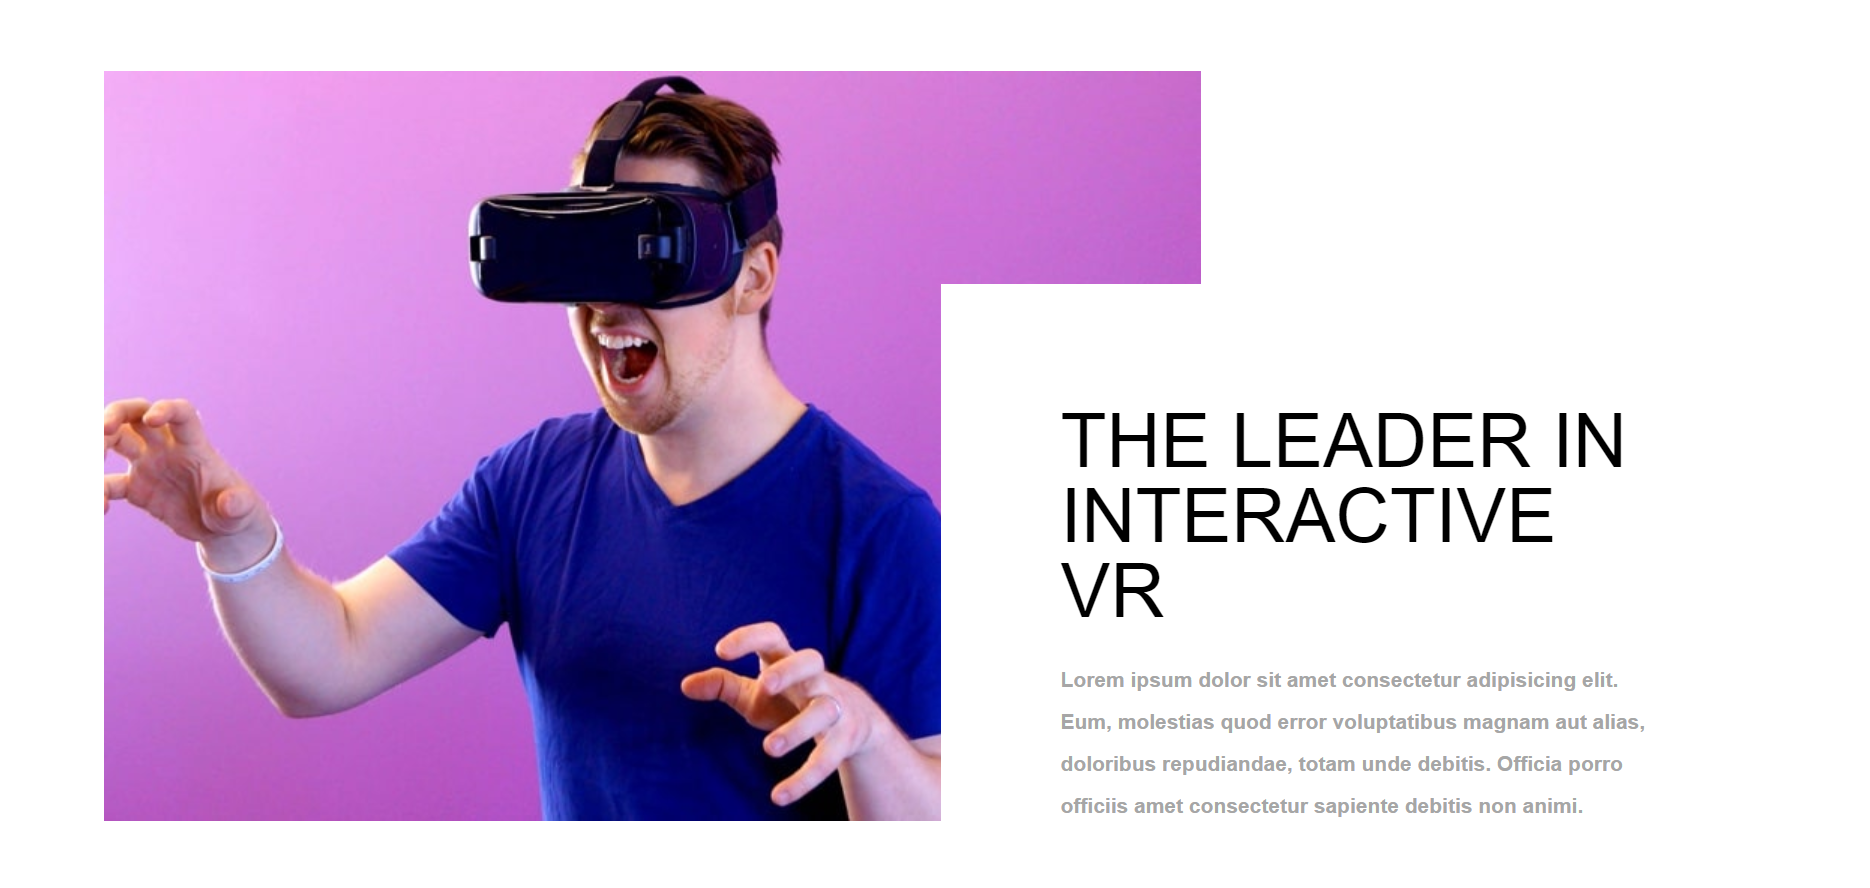 THE LEADER IN
INTERACTIVE
VR
Lorem ipsum dolor sit amet consectetur adipisicing elit.
Eum, molestias quod error voluptatibus magnam aut alias,
doloribus repudiandae, totam unde debitis. Officia porro
officiis amet consectetur sapiente debitis non animi.